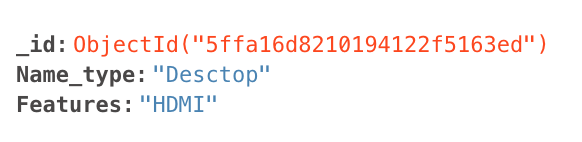 _id: ObjectId("5ffa16d8210194122f5163ed")
Name_type: "Desctop"
Features: "HDMI"